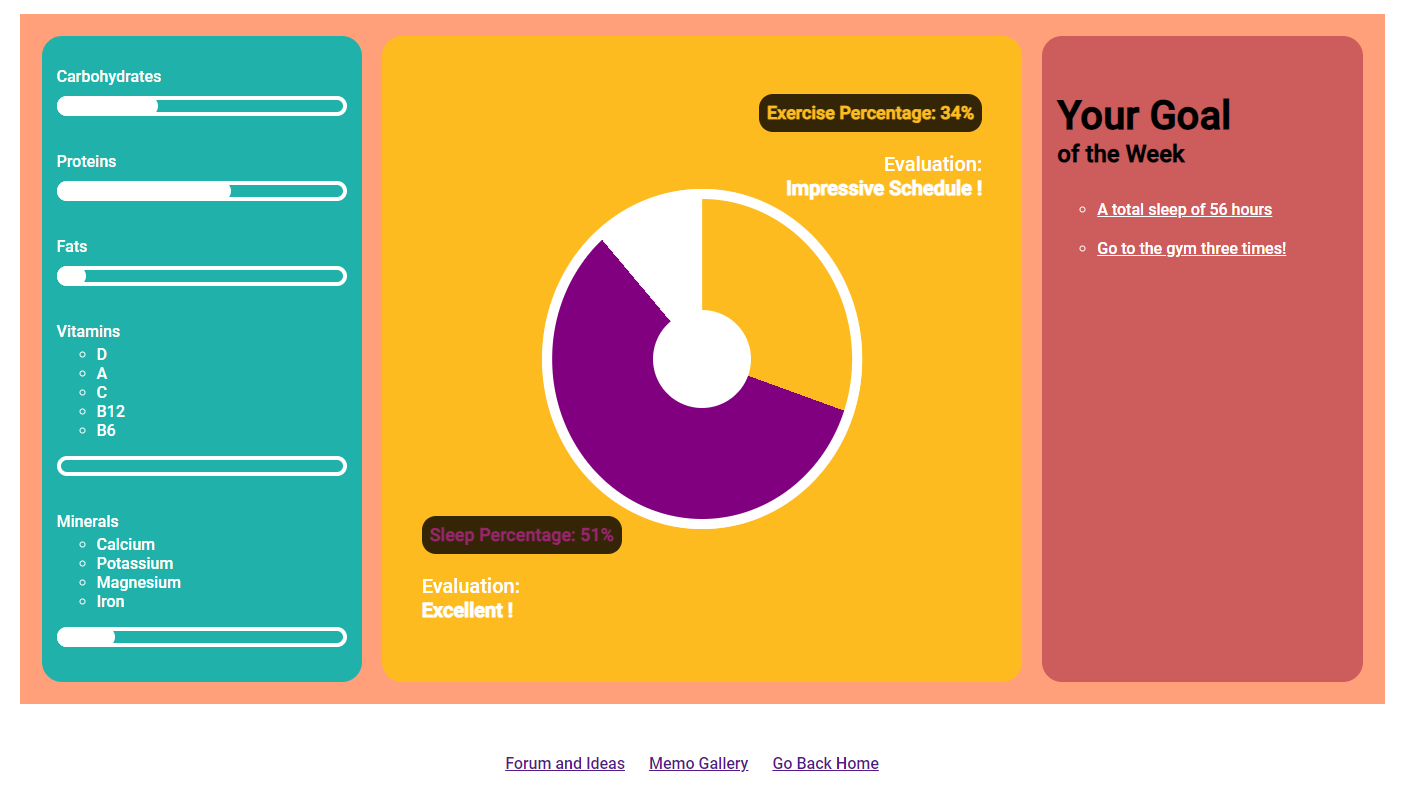 Carbohydrates
Proteins
Fats
Vitamins
D
A
C
B12
B6
Minerals
Calcium
Potassium
Magnesium
Iron
Exercise Percentage: 34%
Evaluation:
Impressive Schedule !
Sleep Percentage: 51%
Evaluation:
Excellent !
Your Goal
of the Week
A total sleep of 56 hours
Go to the gym three times!
Forum and Ideas Memo Gallery Go Back Home